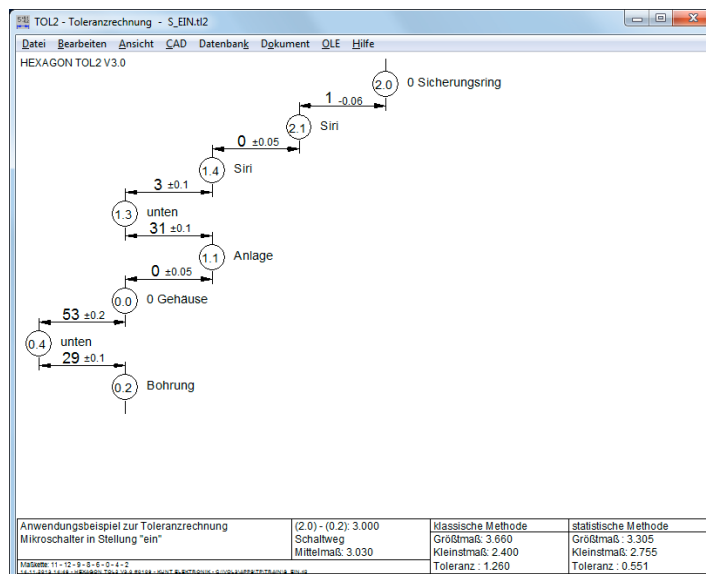 TOL2 - Toleranzrechnung - S_EIN.tl2
Datei Bearbeiten Ansicht CAD Datenbank Dokument OLE Hilfe
HEXAGON TOL2 V3.0
2.0 0 Sicherungsring
1 -0.06
2.1 Siri
0 ±0.05
1.4 Siri
3 ±0.1
1.3 unten
31 ±0.1
1.1 Anlage
0 ±0.05
0.0 0 Gehäuse
53 ±0.2
0.4 unten
29 ±0.1
0.2 Bohrung
Anwendungsbeispiel zur Toleranzrechnung (2.0) - (0.2): 3.000 klassische Methode statistische Methode
Mikroschalter in Stellung "ein" Schaltweg Größtmaß: 3.660 Größtmaß : 3.305
Mittelmaß: 3.030 Kleinstmaß: 2.400 Kleinstmaß: 2.755
Maßkette: 11 - 12 - 9 - 8 - 6 - 0 - 4 - 2 Toleranz : 1.260 Toleranz : 0.551